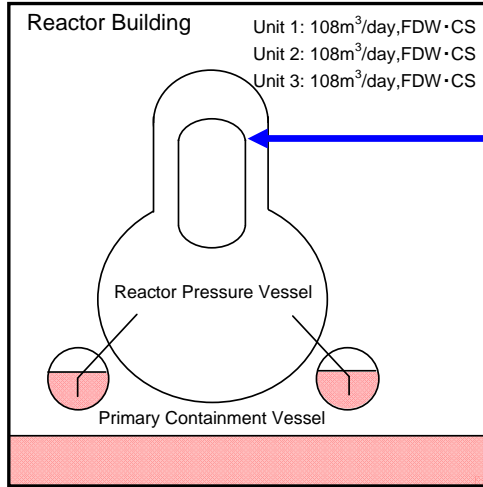 Reactor Building
Unit 1: 108m³/day,FDW・CS
Unit 2: 108m³/day,FDW・CS
Unit 3: 108m³/day,FDW・CS
Reactor Pressure Vessel
Primary Containment Vessel